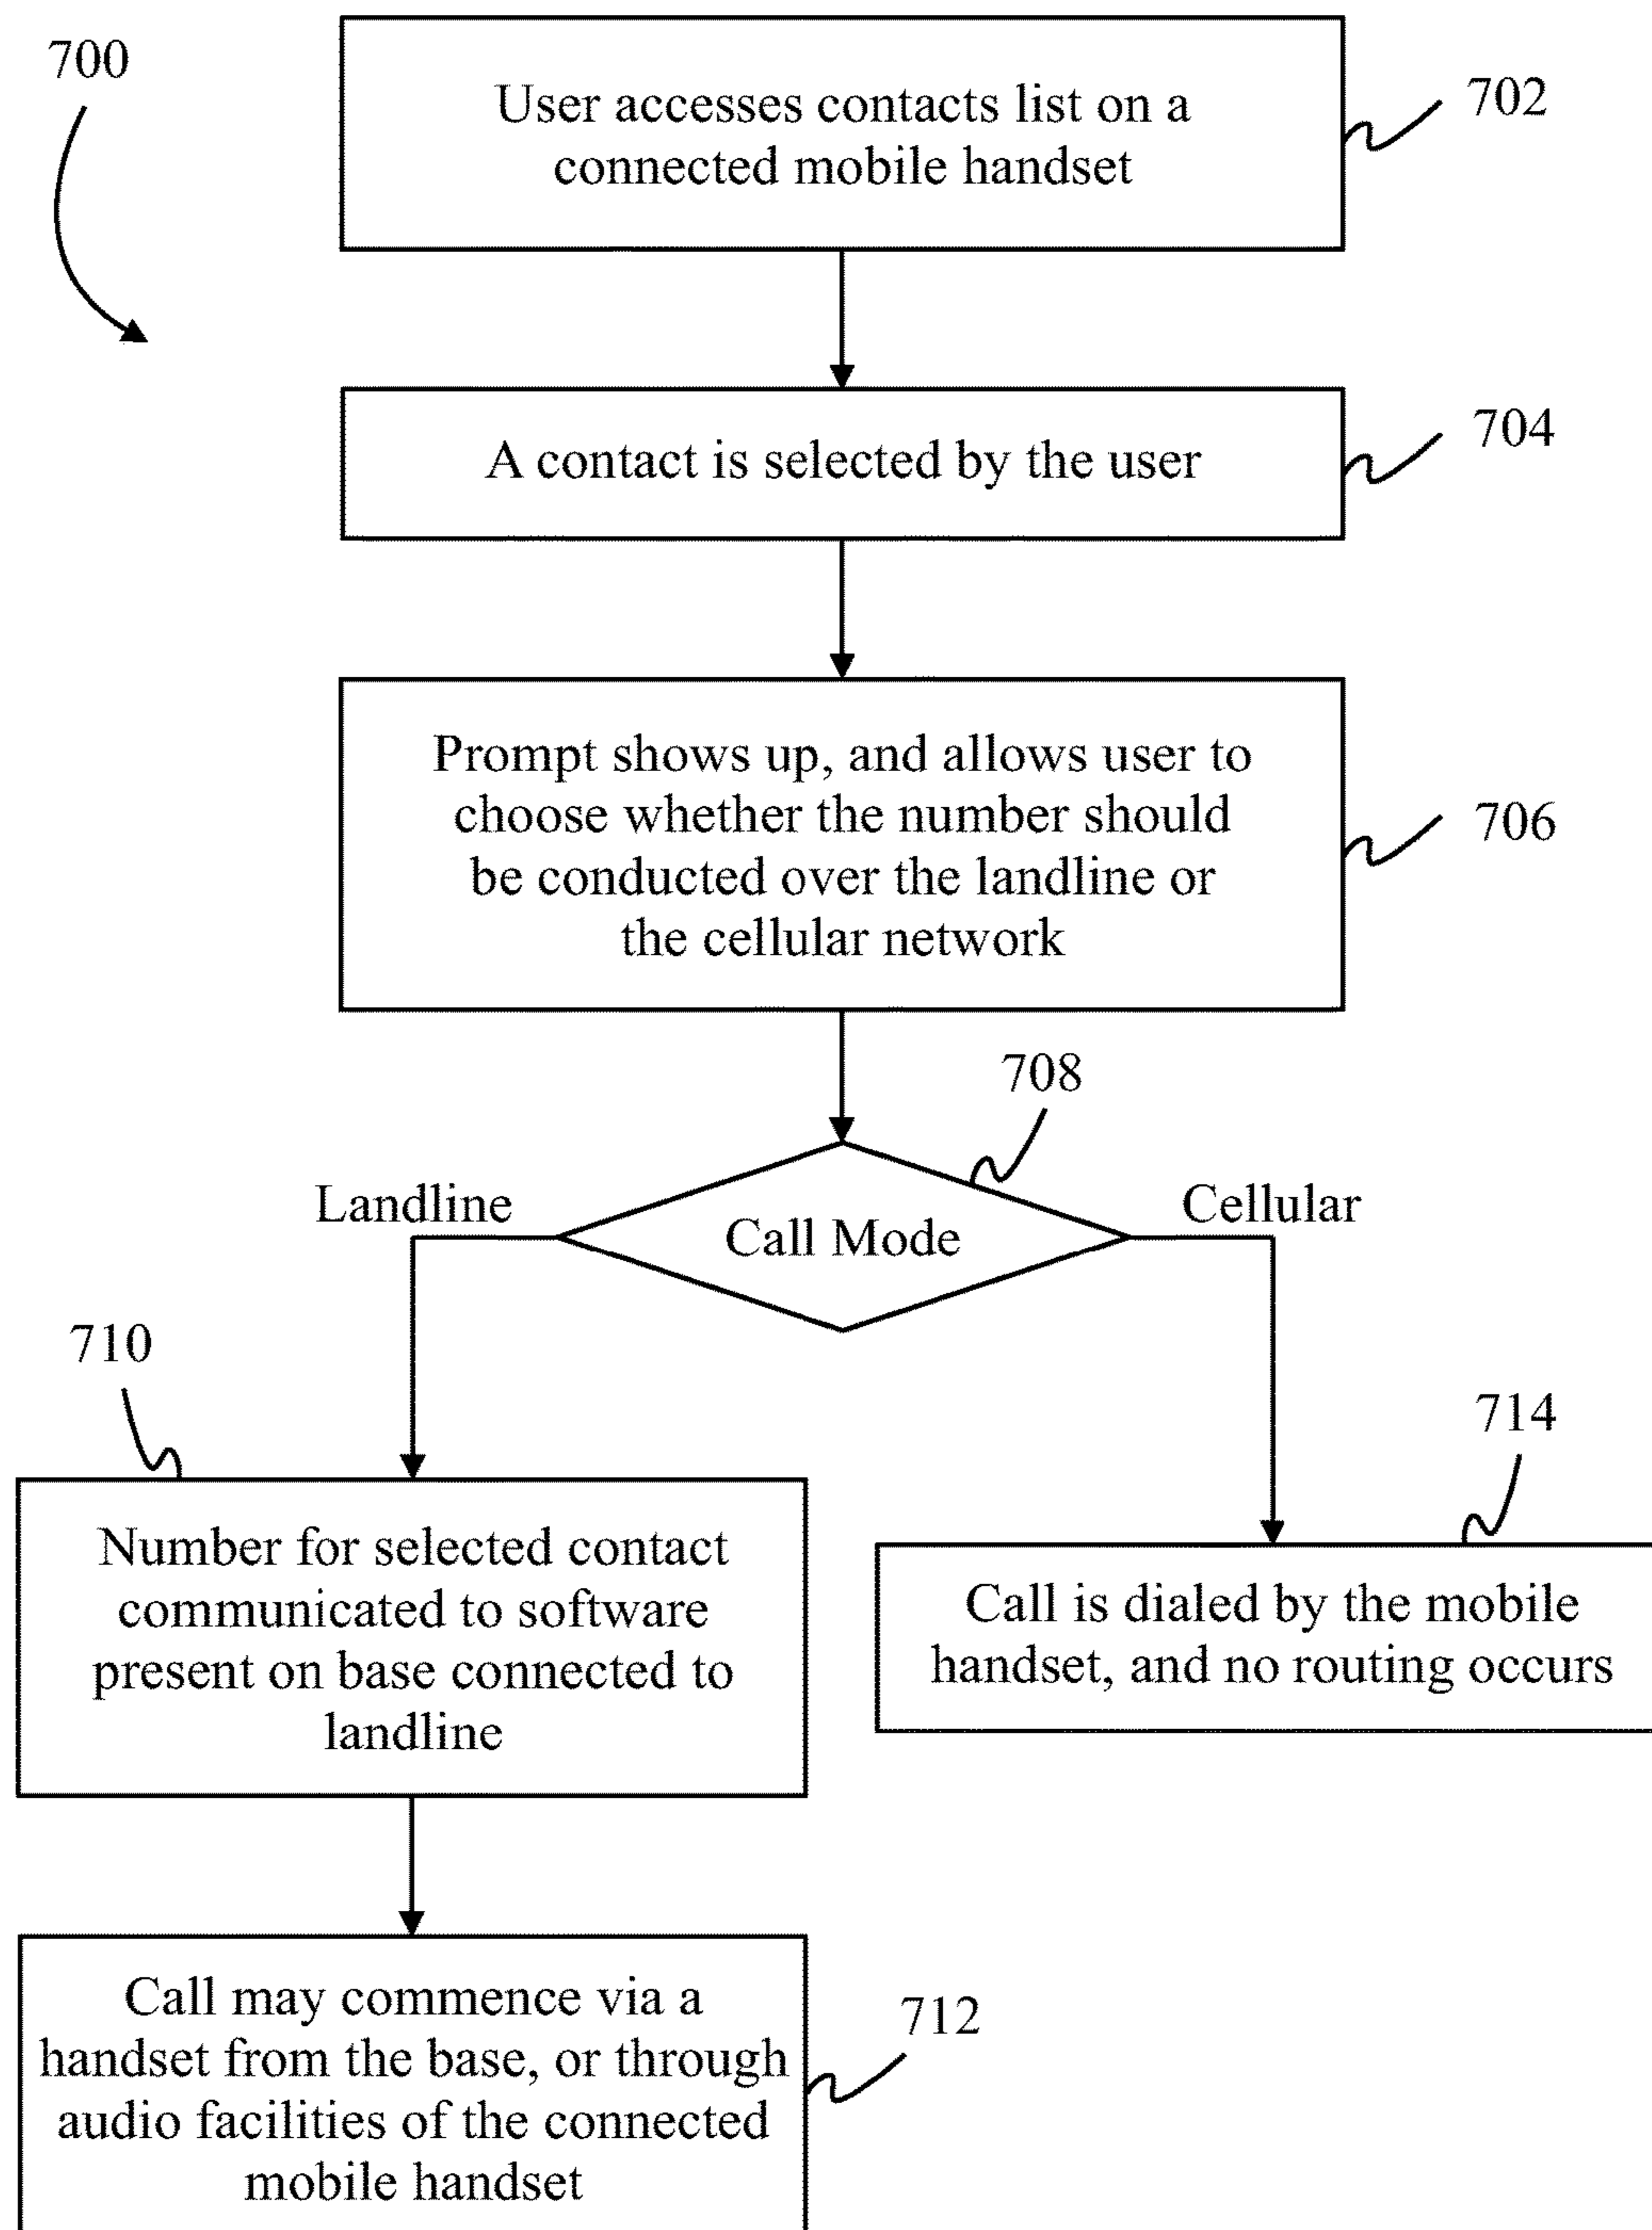 700
User accesses contacts list on a
connected mobile handset
702
A contact is selected by the user
704
Prompt shows up, and allows user to
choose whether the number should
be conducted over the landline or
the cellular network
706
708
Landline
Call Mode
Cellular
710
714
Number for selected contact
communicated to software
present on base connected to
landline
Call is dialed by the mobile
handset, and no routing occurs
Call may commence via a
handset from the base, or through
audio facilities of the connected
mobile handset
712